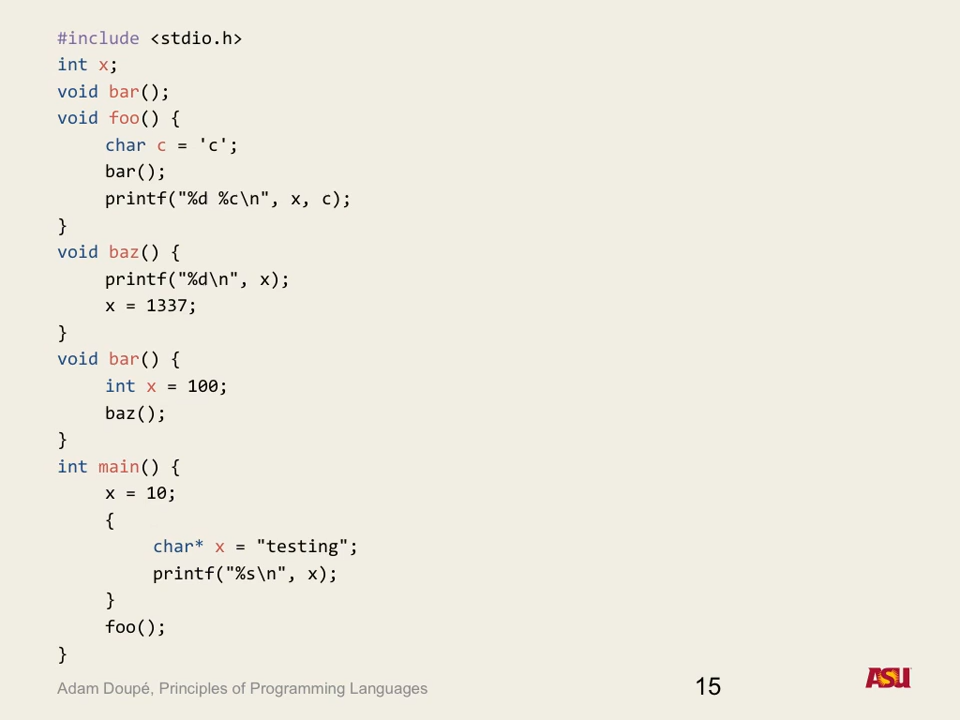 #include <stdio.h>
int x;
void bar();
void foo() {
char c = 'c';
bar();
printf("%d %c\n", x, c);
}
void baz() {
printf("%d\n", x);
x = 1337;
}
void bar() {
int x = 100;
baz();
}
int main() {
x = 10;
{
char* x = "testing";
printf("%s\n", x);
}
foo();
}
Adam Doupé, Principles of Programming Languages
15
ASU